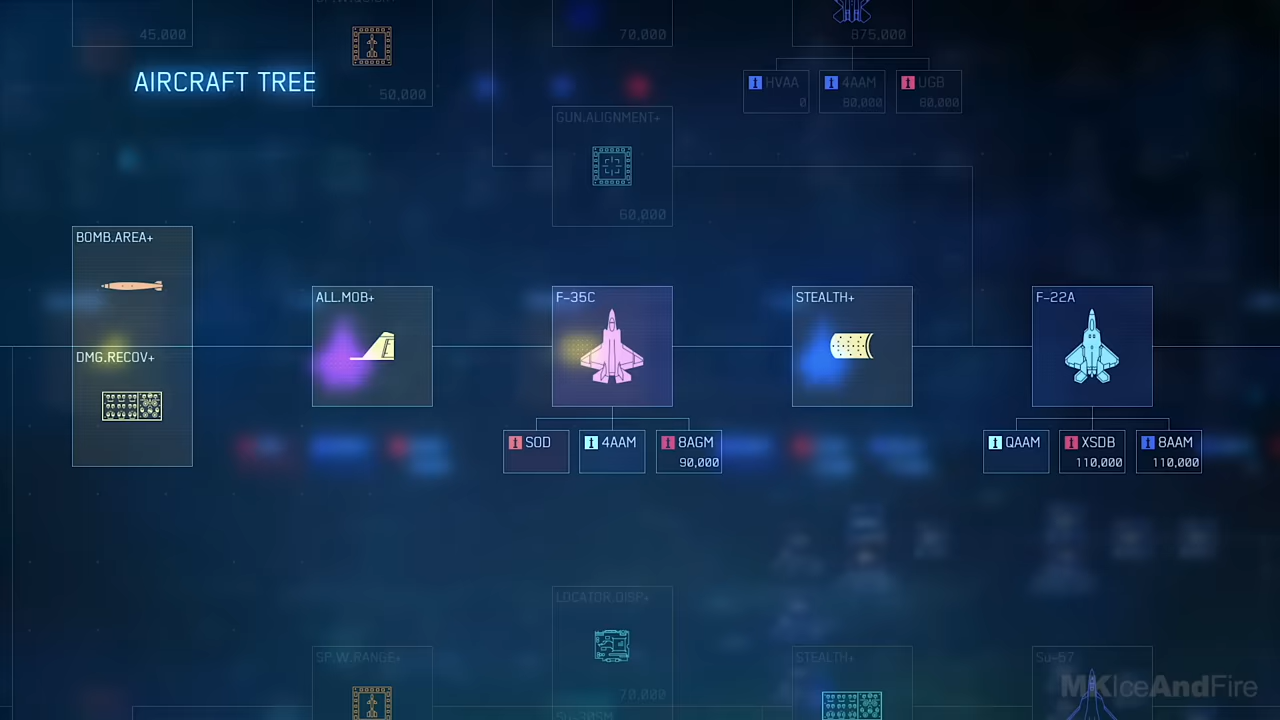 45,000
50,000
70,000
875,000
AIRCRAFT TREE
HVAA
0
4AAM
80,000
UGB
60,000
GUN.ALIGNMENT+
60,000
BOMB.AREA+
DMG.RECOV+
ALL.MOB+
F-35C
STEALTH+
F-22A
SOD
4AAM
8AGM
90,000
QAAM
XSDB
110,000
8AAM
110,000
LOCATOR.DISP+
70,000
SP.W.RANGE+
STEALTH+
Su-57
Su-30SM
MKIceAndFire